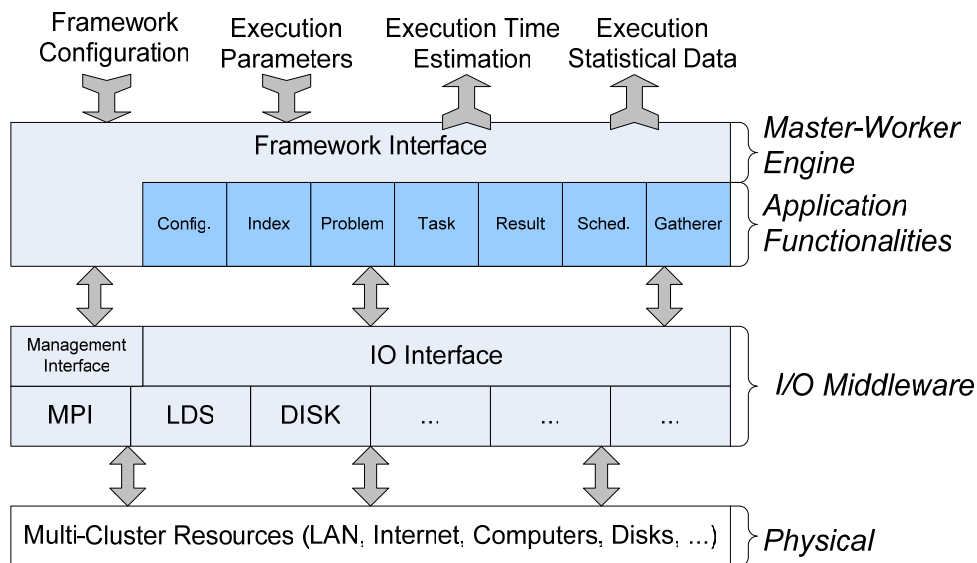 Framework
Configuration
Execution
Parameters
Execution Time
Estimation
Execution
Statistical Data
Framework Interface
Master-Worker
Engine
Config.
Index
Problem
Task
Result
Sched.
Gatherer
Application
Functionalities
Management
Interface
IO Interface
I/O Middleware
MPI
LDS
DISK
...
...
...
Multi-Cluster Resources (LAN, Internet, Computers, Disks, ...)
Physical